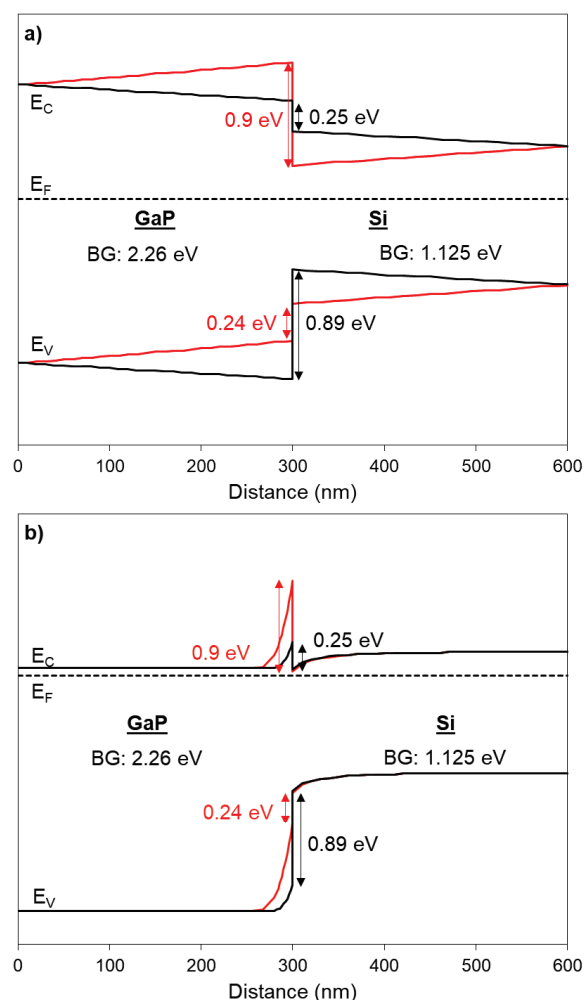 a)
E_C
0.9 eV
0.25 eV
E_F
GaP
Si
BG: 2.26 eV
BG: 1.125 eV
0.24 eV
0.89 eV
E_V
0 100 200 300 400 500 600
Distance (nm)
b)
E_C
0.9 eV
0.25 eV
E_F
GaP
Si
BG: 2.26 eV
BG: 1.125 eV
0.24 eV
0.89 eV
E_V
0 100 200 300 400 500 600
Distance (nm)